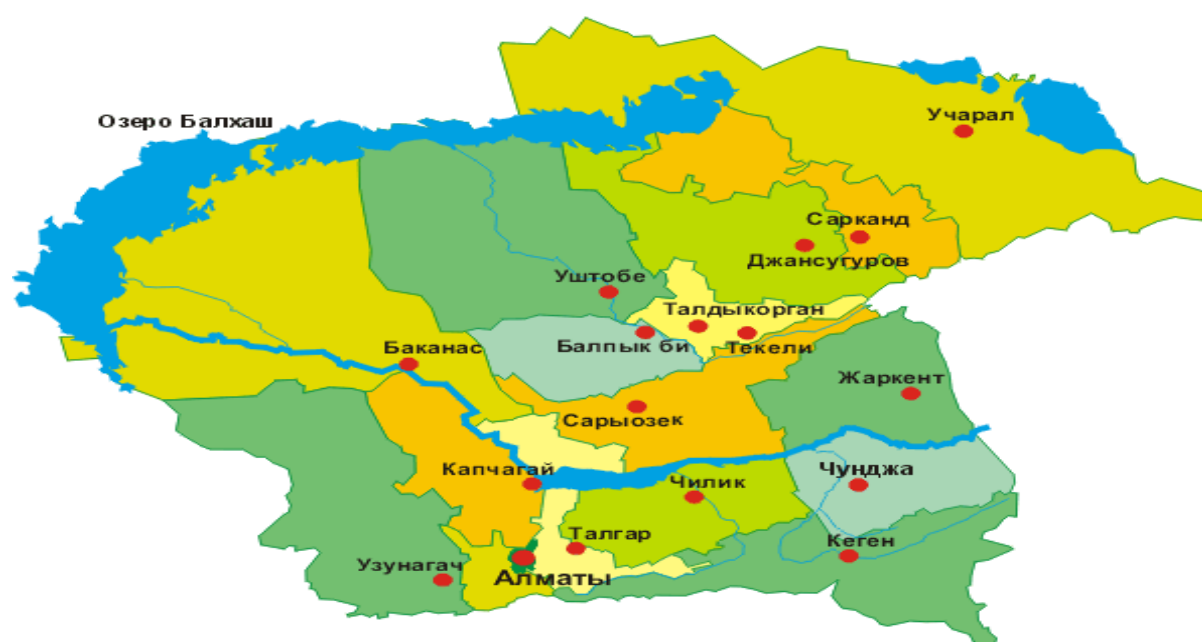 Учарал
Озеро Балхаш
Сарканд
Джансугуров
Уштобе
Талдыкорган
Балпык би
Текели
Баканас
Жаркент
Сарыозек
Капчагай
Чилик
Чунджа
Талгар
Кеген
Узунагач
Алматы